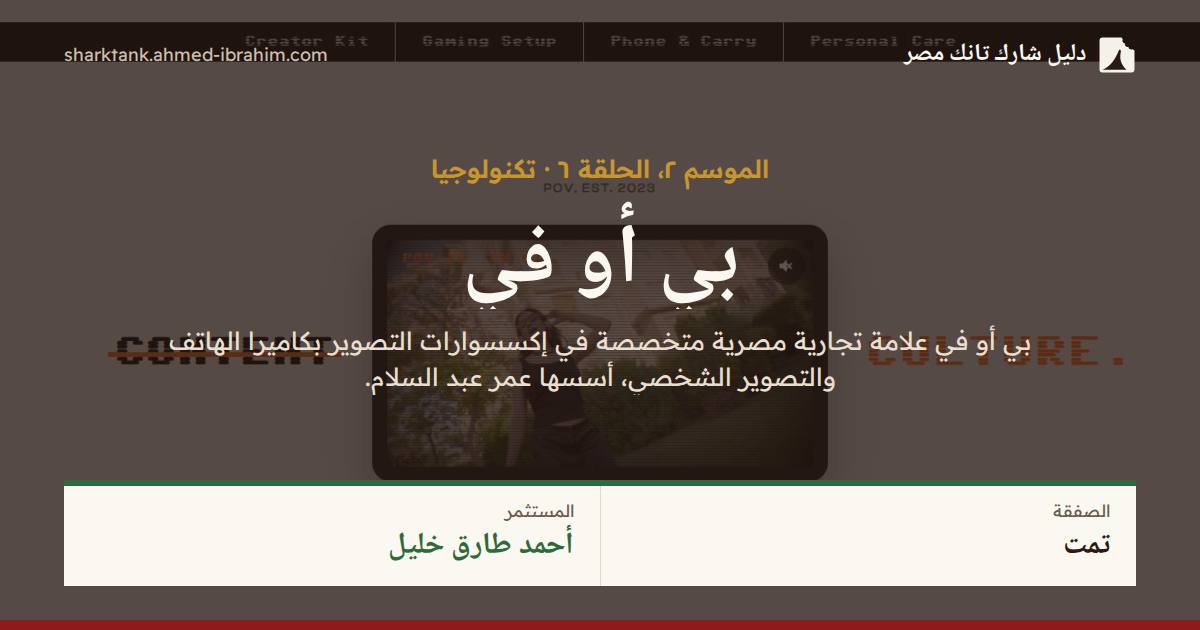 Creator Kit
Gaming Setup
Phone & Carry
Personal Care
دليل شارك تانك مصر
sharktank.ahmed-ibrahim.com
الموسم ٢، الحلقة ٦ · تكنولوجيا
POV, EST. 2023
بي أو في
CONTENT
CULTURE.
بي أو في علامة تجارية مصرية متخصصة في إكسسوارات التصوير بكاميرا الهاتف
والتصوير الشخصي، أسسها عمر عبد السلام.
الصفقة
تمت
المستثمر
أحمد طارق خليل